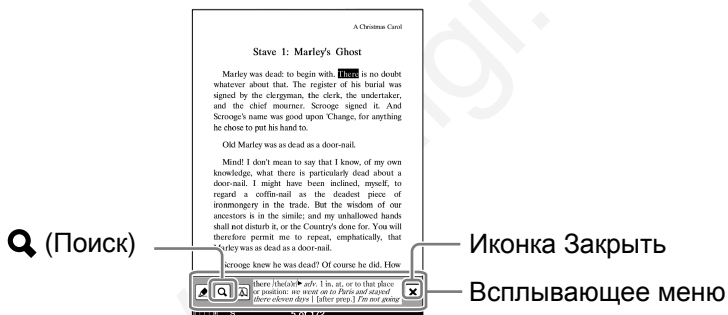 A Christmas Carol
Stave 1: Marley's Ghost
Marley was dead: to begin with. There is no doubt
whatever about that. The register of his burial was
signed by the clergyman, the clerk, the undertaker,
and the chief mourner. Scrooge signed it. And
Scrooge's name was good upon 'Change, for anything
he chose to put his hand to.
Old Marley was as dead as a door-nail.
Mind! I don't mean to say that I know, of my own
knowledge, what there is particularly dead about a
door-nail. I might have been inclined, myself, to
regard a coffin-nail as the deadest piece of
ironmongery in the trade. But the wisdom of our
ancestors is in the simile; and my unhallowed hands
shall not disturb it, or the Country's done for. You will
therefore permit me to repeat, emphatically, that
Marley was as dead as a door-nail.
Scrooge knew he was dead? Of course he did. How
there /the(ə)r/ adv. 1 in, at, or to that place
or position: we went on to Paris and stayed
there eleven days | [after prep.] I'm not going
(Поиск)
Иконка Закрыть
Всплывающее меню